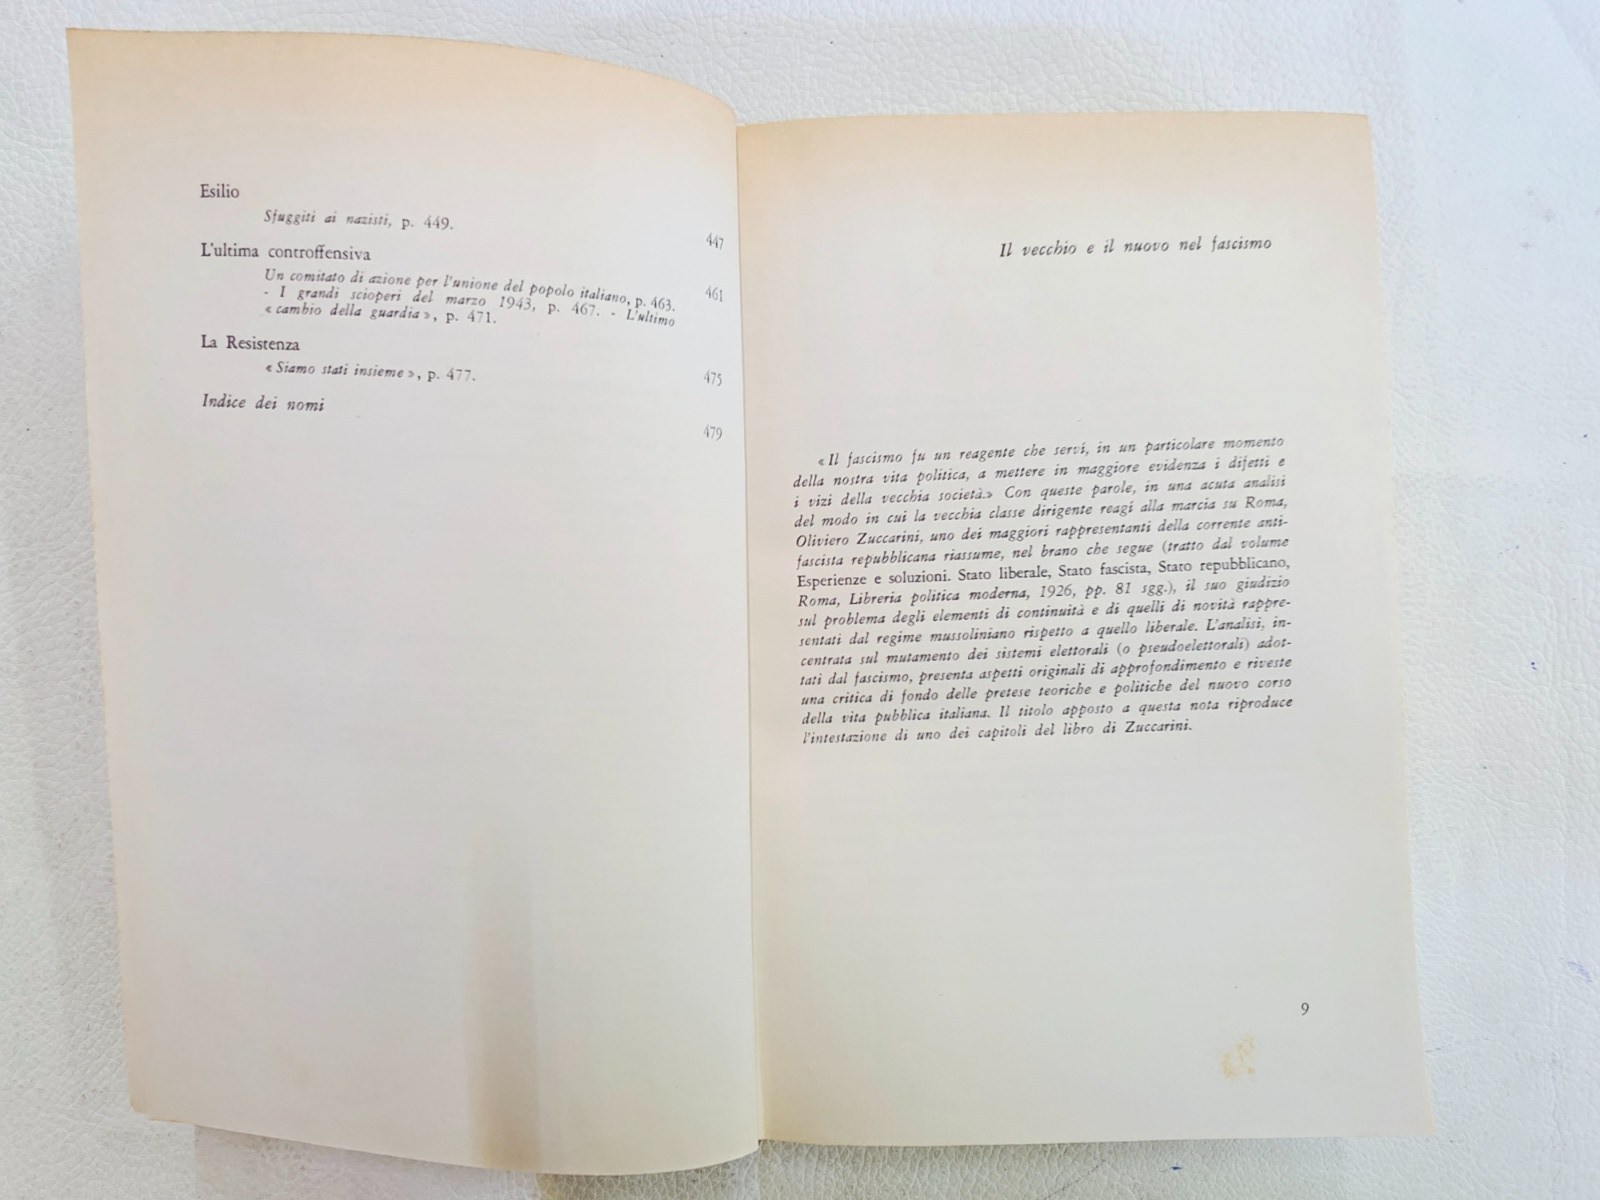 Esilio
Sfuggiti ai nazisti, p. 449.
447
L'ultima controffensiva
Un comitato di azione per l'unione del popolo italiano, p. 463.
- I grandi scioperi del marzo 1943, p. 467. - L'ultimo
« cambio della guardia », p. 471.
461
La Resistenza
« Siamo stati insieme », p. 477.
475
Indice dei nomi
479
Il vecchio e il nuovo nel fascismo
« Il fascismo fu un reagente che servì, in un particolare momento
della nostra vita politica, a mettere in maggiore evidenza i difetti e
i vizi della vecchia società.» Con queste parole, in una acuta analisi
del modo in cui la vecchia classe dirigente reagì alla marcia su Roma,
Oliviero Zuccarini, uno dei maggiori rappresentanti della corrente anti-
fascista repubblicana riassume, nel brano che segue (tratto dal volume
Esperienze e soluzioni. Stato liberale, Stato fascista, Stato repubblicano,
Roma, Libreria politica moderna, 1926, pp. 81 sgg.), il suo giudizio
sul problema degli elementi di continuità e di quelli di novità rappre-
sentati dal regime mussoliniano rispetto a quello liberale. L'analisi, in-
centrata sul mutamento dei sistemi elettorali (o pseudoelettorali) adot-
tati dal fascismo, presenta aspetti originali di approfondimento e riveste
una critica di fondo delle pretese teoriche e politiche del nuovo corso
della vita pubblica italiana. Il titolo apposto a questa nota riproduce
l'intestazione di uno dei capitoli del libro di Zuccarini.
9